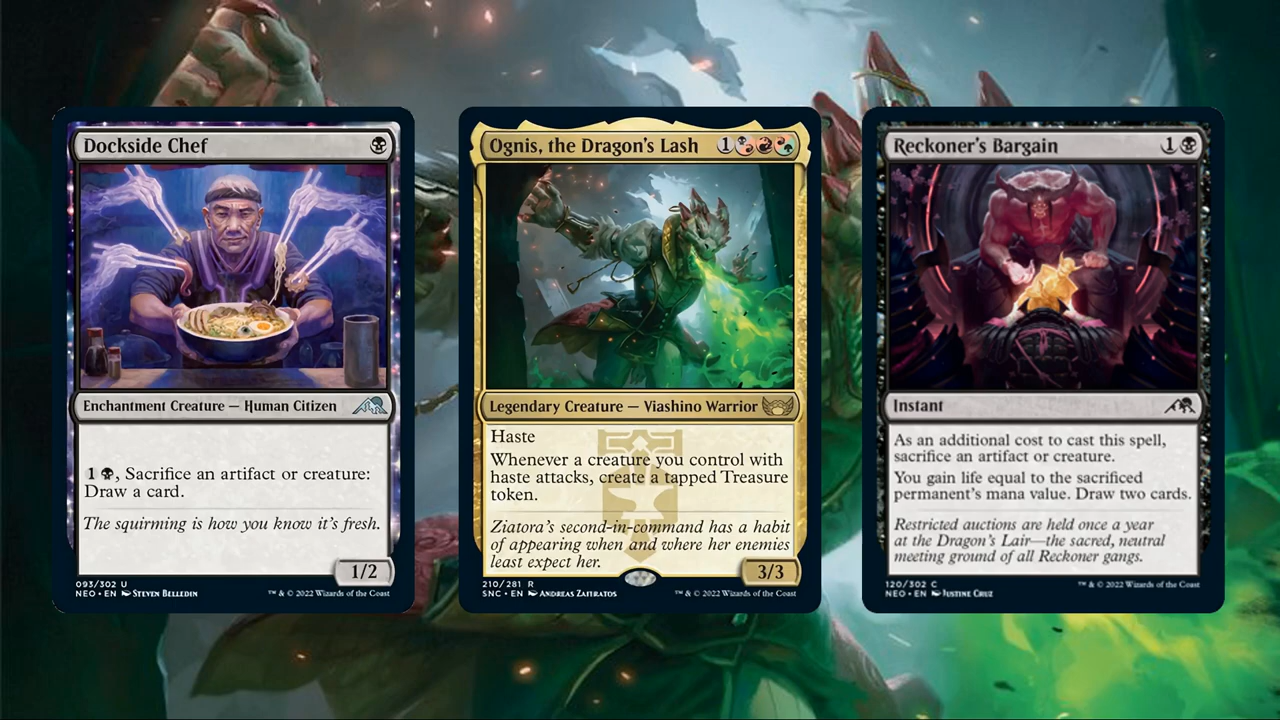 Dockside Chef
Enchantment Creature — Human Citizen
1 , Sacrifice an artifact or creature:
Draw a card.
The squirming is how you know it's fresh.
1/2
093/302 U
NEO • EN Steven Belledin
™ & © 2022 Wizards of the Coast
Ognis, the Dragon's Lash 1
Legendary Creature — Viashino Warrior
Haste
Whenever a creature you control with
haste attacks, create a tapped Treasure
token.
Ziatora's second-in-command has a habit
of appearing when and where her enemies
least expect her.
3/3
210/281 R
SNC • EN Andreas Zafiratos
™ & © 2022 Wizards of the Coast
Reckoner's Bargain 1
Instant
As an additional cost to cast this spell,
sacrifice an artifact or creature.
You gain life equal to the sacrificed
permanent's mana value. Draw two cards.
Restricted auctions are held once a year
at the Dragon's Lair—the sacred, neutral
meeting ground of all Reckoner gangs.
120/302 C
NEO • EN Justine Cruz
™ & © 2022 Wizards of the Coast